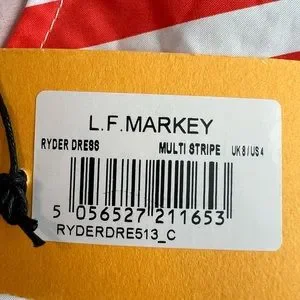 L.F.MARKEY
RYDER DRESS MULTI STRIPE UK 8 / US 4
5 056527 211653
RYDERDRE513_C